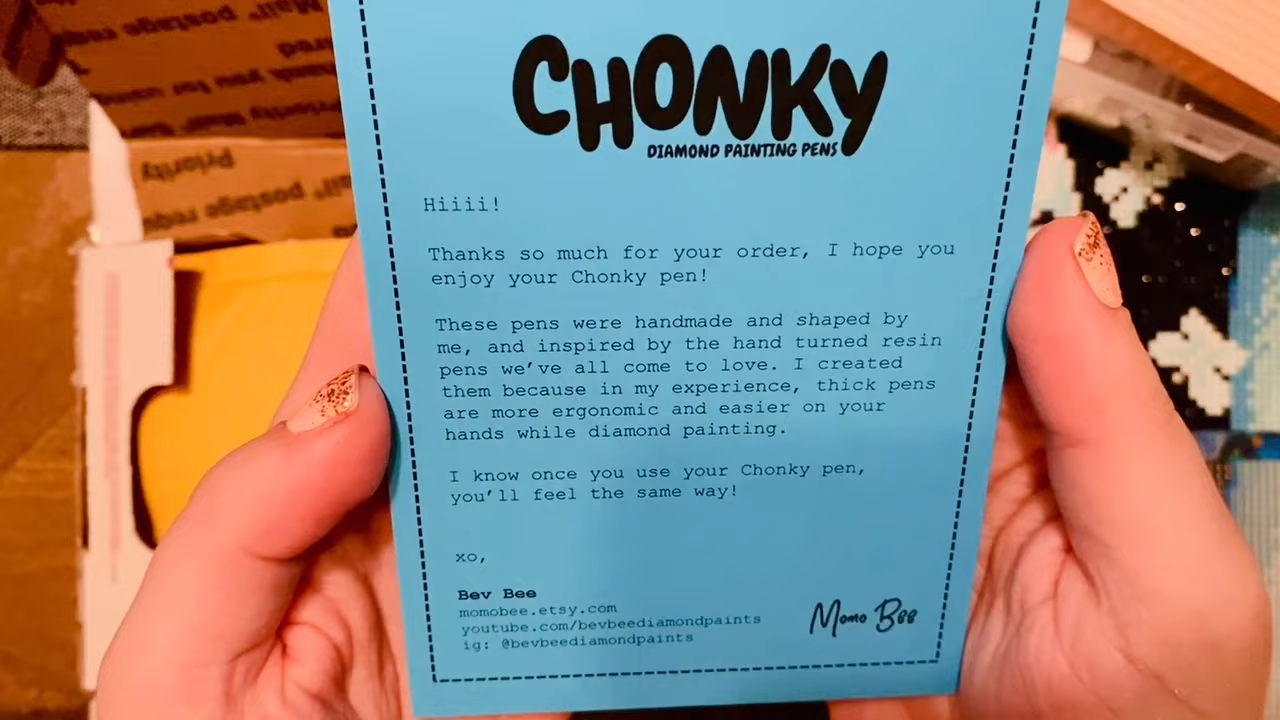 CHONKY
DIAMOND PAINTING PENS
Hiiii!
Thanks so much for your order, I hope you
enjoy your Chonky pen!
These pens were handmade and shaped by
me, and inspired by the hand turned resin
pens we've all come to love. I created
them because in my experience, thick pens
are more ergonomic and easier on your
hands while diamond painting.
I know once you use your Chonky pen,
you'll feel the same way!
xo,
Bev Bee
momobee.etsy.com
youtube.com/bevbeediamondpaints
ig: @bevbeediamondpaints
Momo Bee
Priority
Mail" postage requ